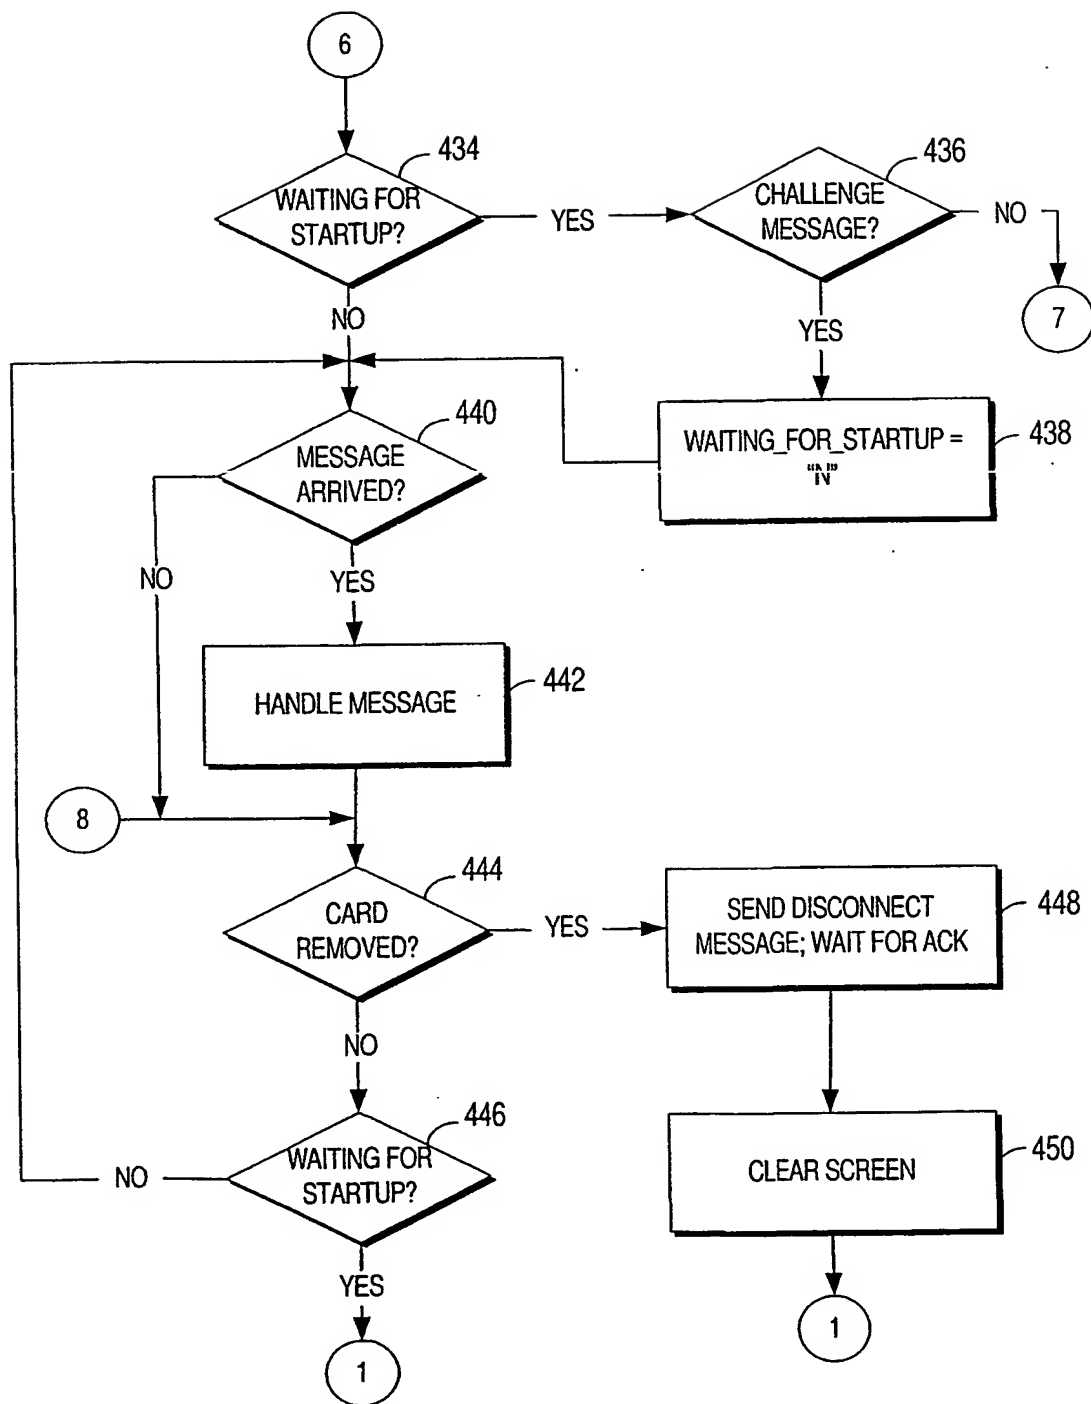 6
434
WAITING FOR
STARTUP?
YES
436
CHALLENGE
MESSAGE?
NO
7
NO
YES
440
MESSAGE
ARRIVED?
WAITING_FOR_STARTUP =
"N"
438
NO
YES
HANDLE MESSAGE
442
8
444
CARD
REMOVED?
YES
SEND DISCONNECT
MESSAGE; WAIT FOR ACK
448
NO
446
WAITING FOR
STARTUP?
NO
CLEAR SCREEN
450
YES
1
1